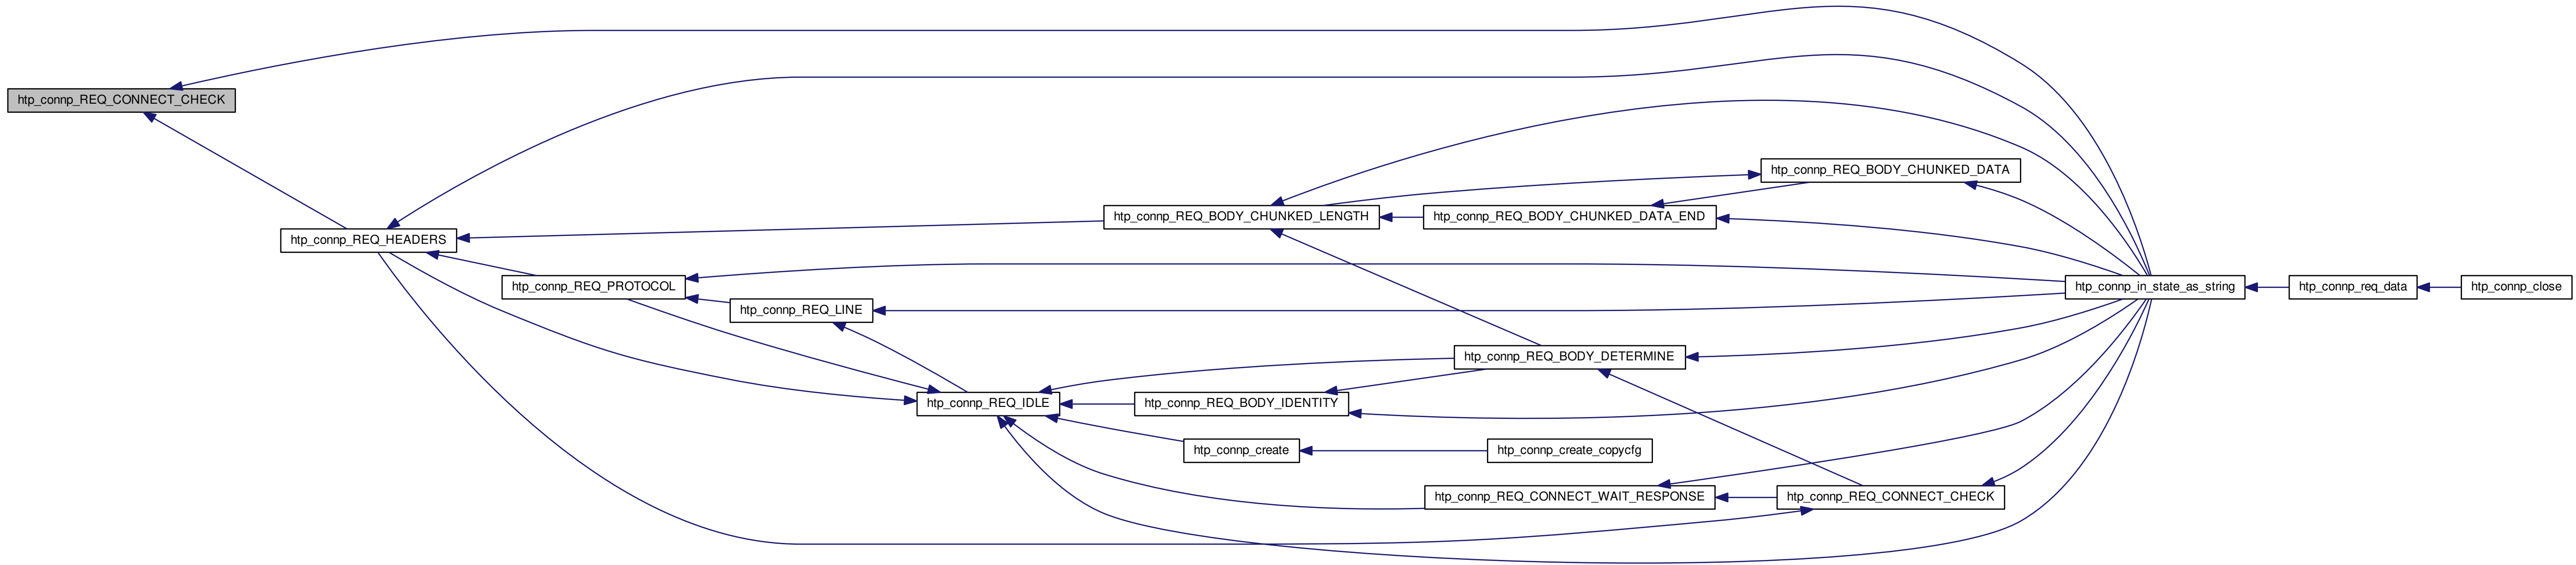 htp_connp_REQ_CONNECT_CHECK
htp_connp_REQ_HEADERS
htp_connp_REQ_PROTOCOL
htp_connp_REQ_LINE
htp_connp_REQ_IDLE
htp_connp_REQ_BODY_CHUNKED_LENGTH
htp_connp_REQ_BODY_IDENTITY
htp_connp_create
htp_connp_REQ_BODY_CHUNKED_DATA_END
htp_connp_REQ_BODY_DETERMINE
htp_connp_create_copycfg
htp_connp_REQ_CONNECT_WAIT_RESPONSE
htp_connp_REQ_BODY_CHUNKED_DATA
htp_connp_REQ_CONNECT_CHECK
htp_connp_in_state_as_string
htp_connp_req_data
htp_connp_close